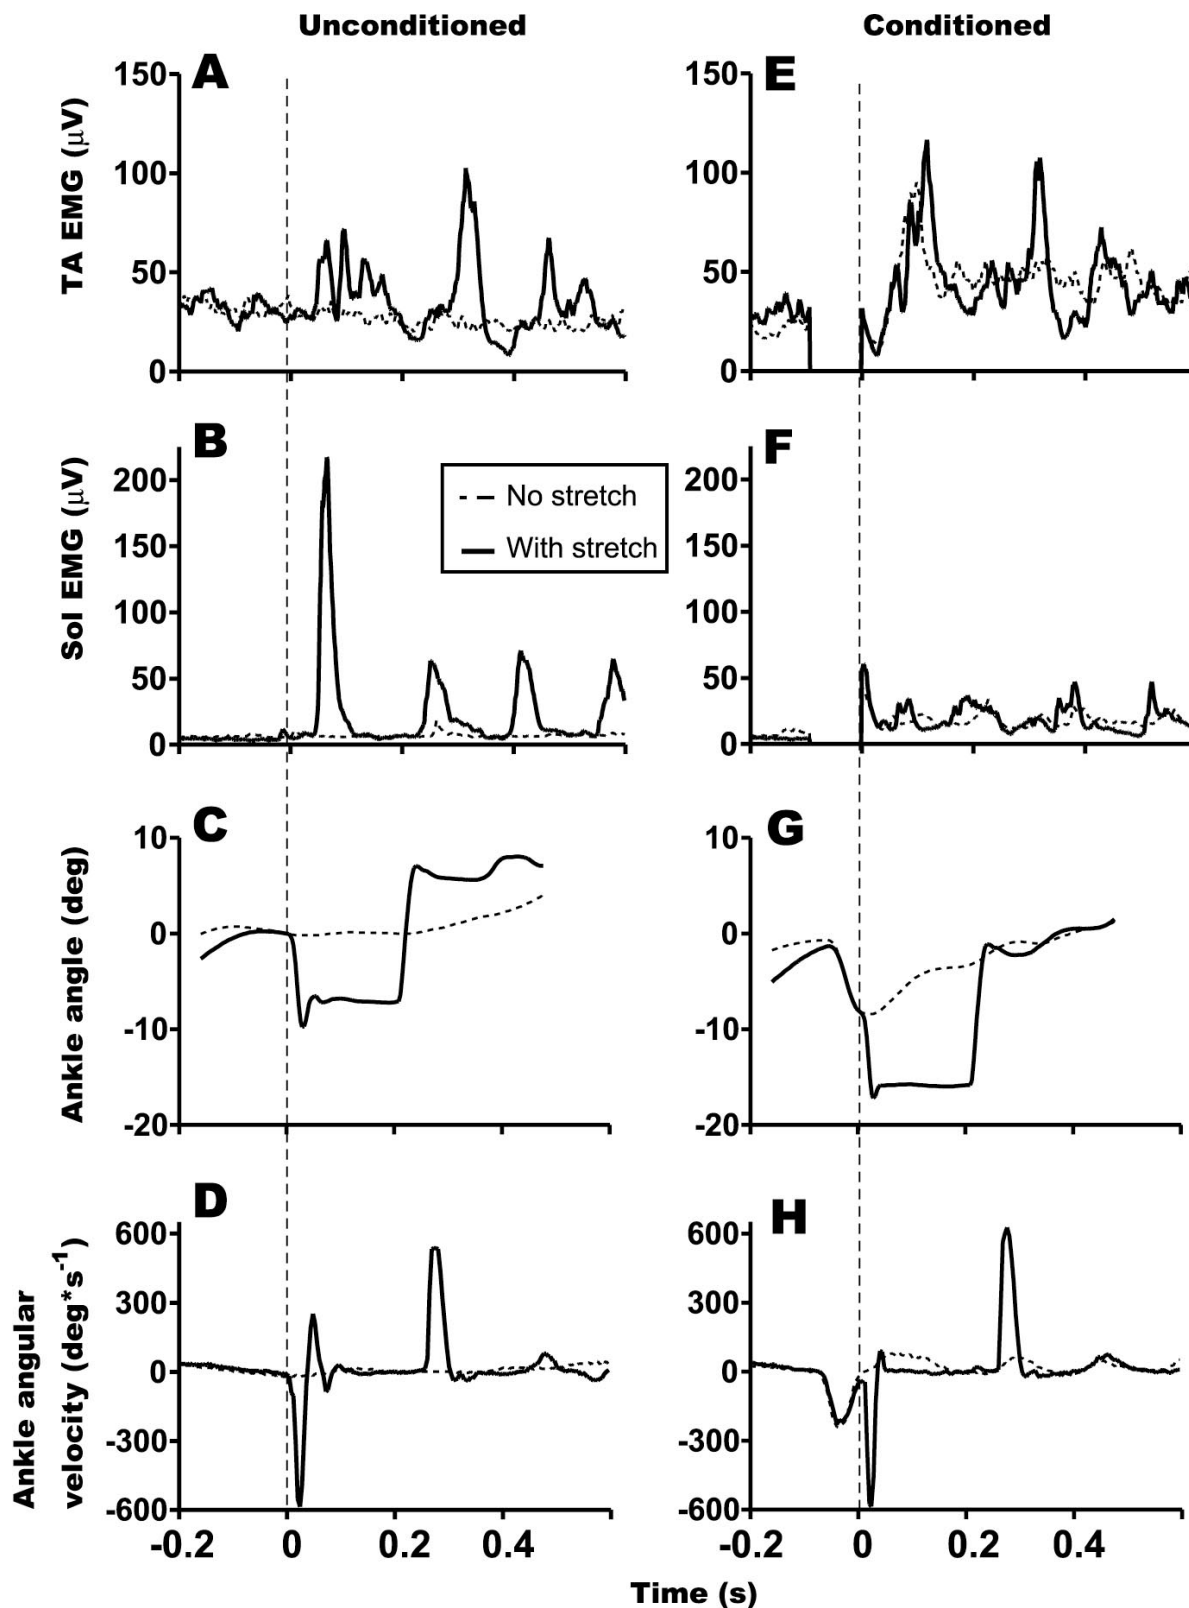 Unconditioned Conditioned
A E
150 150
100 100
50 50
0 0
TA EMG (μV)
B F
200 200
150 150
100 100
50 50
0 0
Sol EMG (μV)
No stretch
With stretch
C G
10 10
0 0
-10 -10
-20 -20
Ankle angle (deg)
D H
600 600
300 300
0 0
-300 -300
-600 -600
Ankle angular
velocity (deg*s⁻¹)
-0.2 0 0.2 0.4 -0.2 0 0.2 0.4
Time (s)